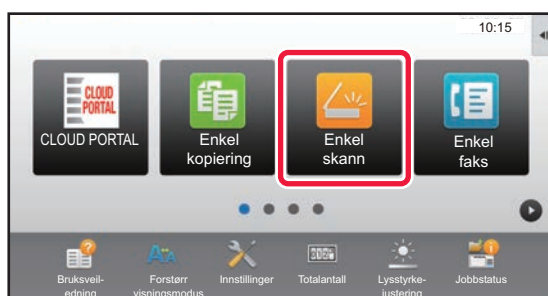 10:15
CLOUD
PORTAL
CLOUD PORTAL
Enkel
kopiering
Enkel
skann
Enkel
faks
Bruksveil-
edning
Forstørr
visningsmodus
Innstillinger
Totalantall
Lysstyrke-
justering
Jobbstatus